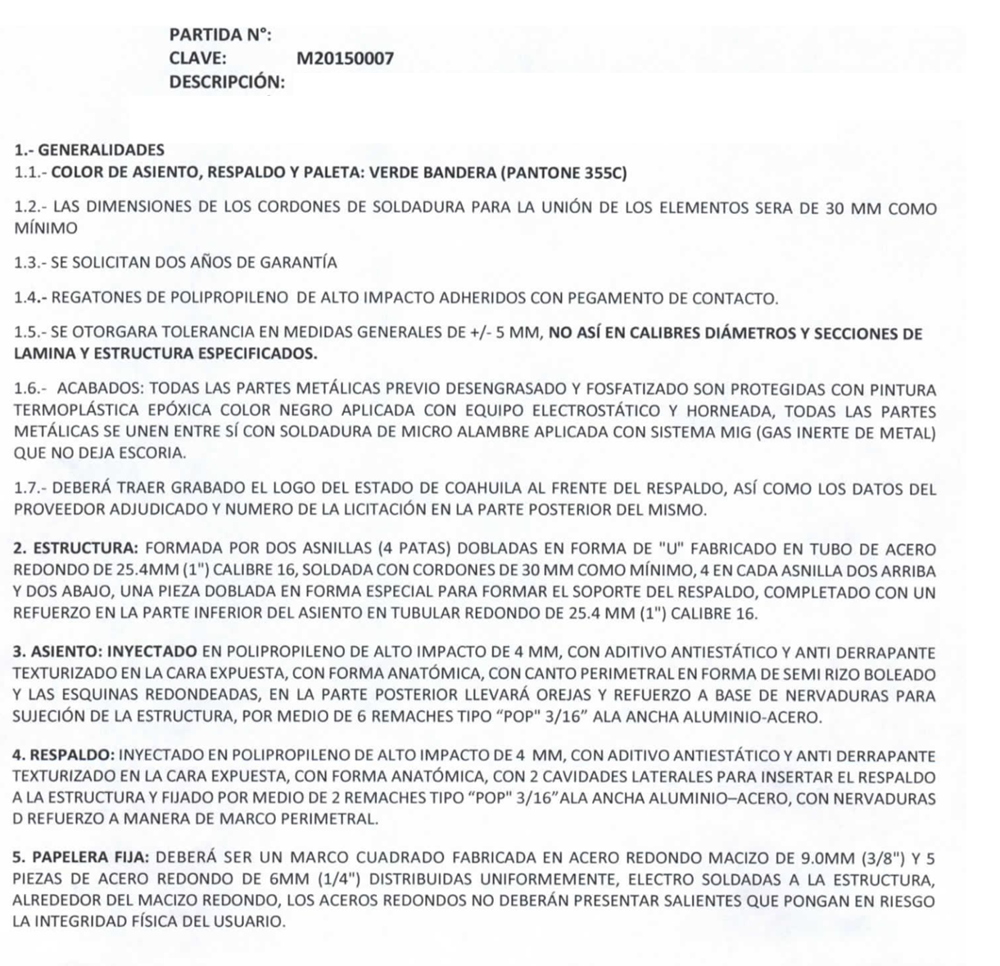 PARTIDA N°:
CLAVE: M20150007
DESCRIPCIÓN:
1.- GENERALIDADES
1.1.- COLOR DE ASIENTO, RESPALDO Y PALETA: VERDE BANDERA (PANTONE 355C)
1.2.- LAS DIMENSIONES DE LOS CORDONES DE SOLDADURA PARA LA UNIÓN DE LOS ELEMENTOS SERA DE 30 MM COMO
MÍNIMO
1.3.- SE SOLICITAN DOS AÑOS DE GARANTÍA
1.4.- REGATONES DE POLIPROPILENO DE ALTO IMPACTO ADHERIDOS CON PEGAMENTO DE CONTACTO.
1.5.- SE OTORGARA TOLERANCIA EN MEDIDAS GENERALES DE +/- 5 MM, NO ASÍ EN CALIBRES DIÁMETROS Y SECCIONES DE
LAMINA Y ESTRUCTURA ESPECIFICADOS.
1.6.- ACABADOS: TODAS LAS PARTES METÁLICAS PREVIO DESENGRASADO Y FOSFATIZADO SON PROTEGIDAS CON PINTURA
TERMOPLÁSTICA EPÓXICA COLOR NEGRO APLICADA CON EQUIPO ELECTROSTÁTICO Y HORNEADA, TODAS LAS PARTES
METÁLICAS SE UNEN ENTRE SÍ CON SOLDADURA DE MICRO ALAMBRE APLICADA CON SISTEMA MIG (GAS INERTE DE METAL)
QUE NO DEJA ESCORIA.
1.7.- DEBERÁ TRAER GRABADO EL LOGO DEL ESTADO DE COAHUILA AL FRENTE DEL RESPALDO, ASÍ COMO LOS DATOS DEL
PROVEEDOR ADJUDICADO Y NUMERO DE LA LICITACIÓN EN LA PARTE POSTERIOR DEL MISMO.
2. ESTRUCTURA: FORMADA POR DOS ASNILLAS (4 PATAS) DOBLADAS EN FORMA DE "U" FABRICADO EN TUBO DE ACERO
REDONDO DE 25.4MM (1") CALIBRE 16, SOLDADA CON CORDONES DE 30 MM COMO MÍNIMO, 4 EN CADA ASNILLA DOS ARRIBA
Y DOS ABAJO, UNA PIEZA DOBLADA EN FORMA ESPECIAL PARA FORMAR EL SOPORTE DEL RESPALDO, COMPLETADO CON UN
REFUERZO EN LA PARTE INFERIOR DEL ASIENTO EN TUBULAR REDONDO DE 25.4 MM (1") CALIBRE 16.
3. ASIENTO: INYECTADO EN POLIPROPILENO DE ALTO IMPACTO DE 4 MM, CON ADITIVO ANTIESTÁTICO Y ANTI DERRAPANTE
TEXTURIZADO EN LA CARA EXPUESTA, CON FORMA ANATÓMICA, CON CANTO PERIMETRAL EN FORMA DE SEMI RIZO BOLEADO
Y LAS ESQUINAS REDONDEADAS, EN LA PARTE POSTERIOR LLEVARÁ OREJAS Y REFUERZO A BASE DE NERVADURAS PARA
SUJECIÓN DE LA ESTRUCTURA, POR MEDIO DE 6 REMACHES TIPO “POP" 3/16” ALA ANCHA ALUMINIO-ACERO.
4. RESPALDO: INYECTADO EN POLIPROPILENO DE ALTO IMPACTO DE 4 MM, CON ADITIVO ANTIESTÁTICO Y ANTI DERRAPANTE
TEXTURIZADO EN LA CARA EXPUESTA, CON FORMA ANATÓMICA, CON 2 CAVIDADES LATERALES PARA INSERTAR EL RESPALDO
A LA ESTRUCTURA Y FIJADO POR MEDIO DE 2 REMACHES TIPO “POP" 3/16”ALA ANCHA ALUMINIO–ACERO, CON NERVADURAS
D REFUERZO A MANERA DE MARCO PERIMETRAL.
5. PAPELERA FIJA: DEBERÁ SER UN MARCO CUADRADO FABRICADA EN ACERO REDONDO MACIZO DE 9.0MM (3/8") Y 5
PIEZAS DE ACERO REDONDO DE 6MM (1/4") DISTRIBUIDAS UNIFORMEMENTE, ELECTRO SOLDADAS A LA ESTRUCTURA,
ALREDEDOR DEL MACIZO REDONDO, LOS ACEROS REDONDOS NO DEBERÁN PRESENTAR SALIENTES QUE PONGAN EN RIESGO
LA INTEGRIDAD FÍSICA DEL USUARIO.